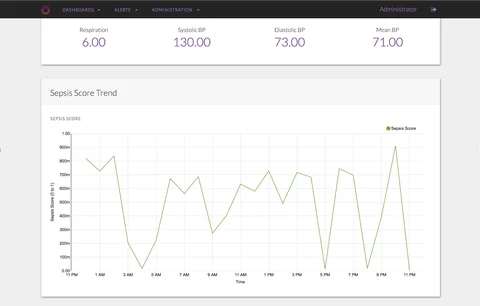 DASHBOARDS ALERTS ADMINISTRATION Administrator
Respiration Systolic BP Diastolic BP Mean BP
6.00 130.00 73.00 71.00
Sepsis Score Trend
SEPSIS SCORE
Sepsis Score
1.00
900m
800m
700m
600m
500m
400m
300m
200m
100m
0.00
Sepsis Score (0 to 1)
11 PM 1 AM 3 AM 5 AM 7 AM 9 AM 11 AM 1 PM 3 PM 5 PM 7 PM 9 PM 11 PM
Time